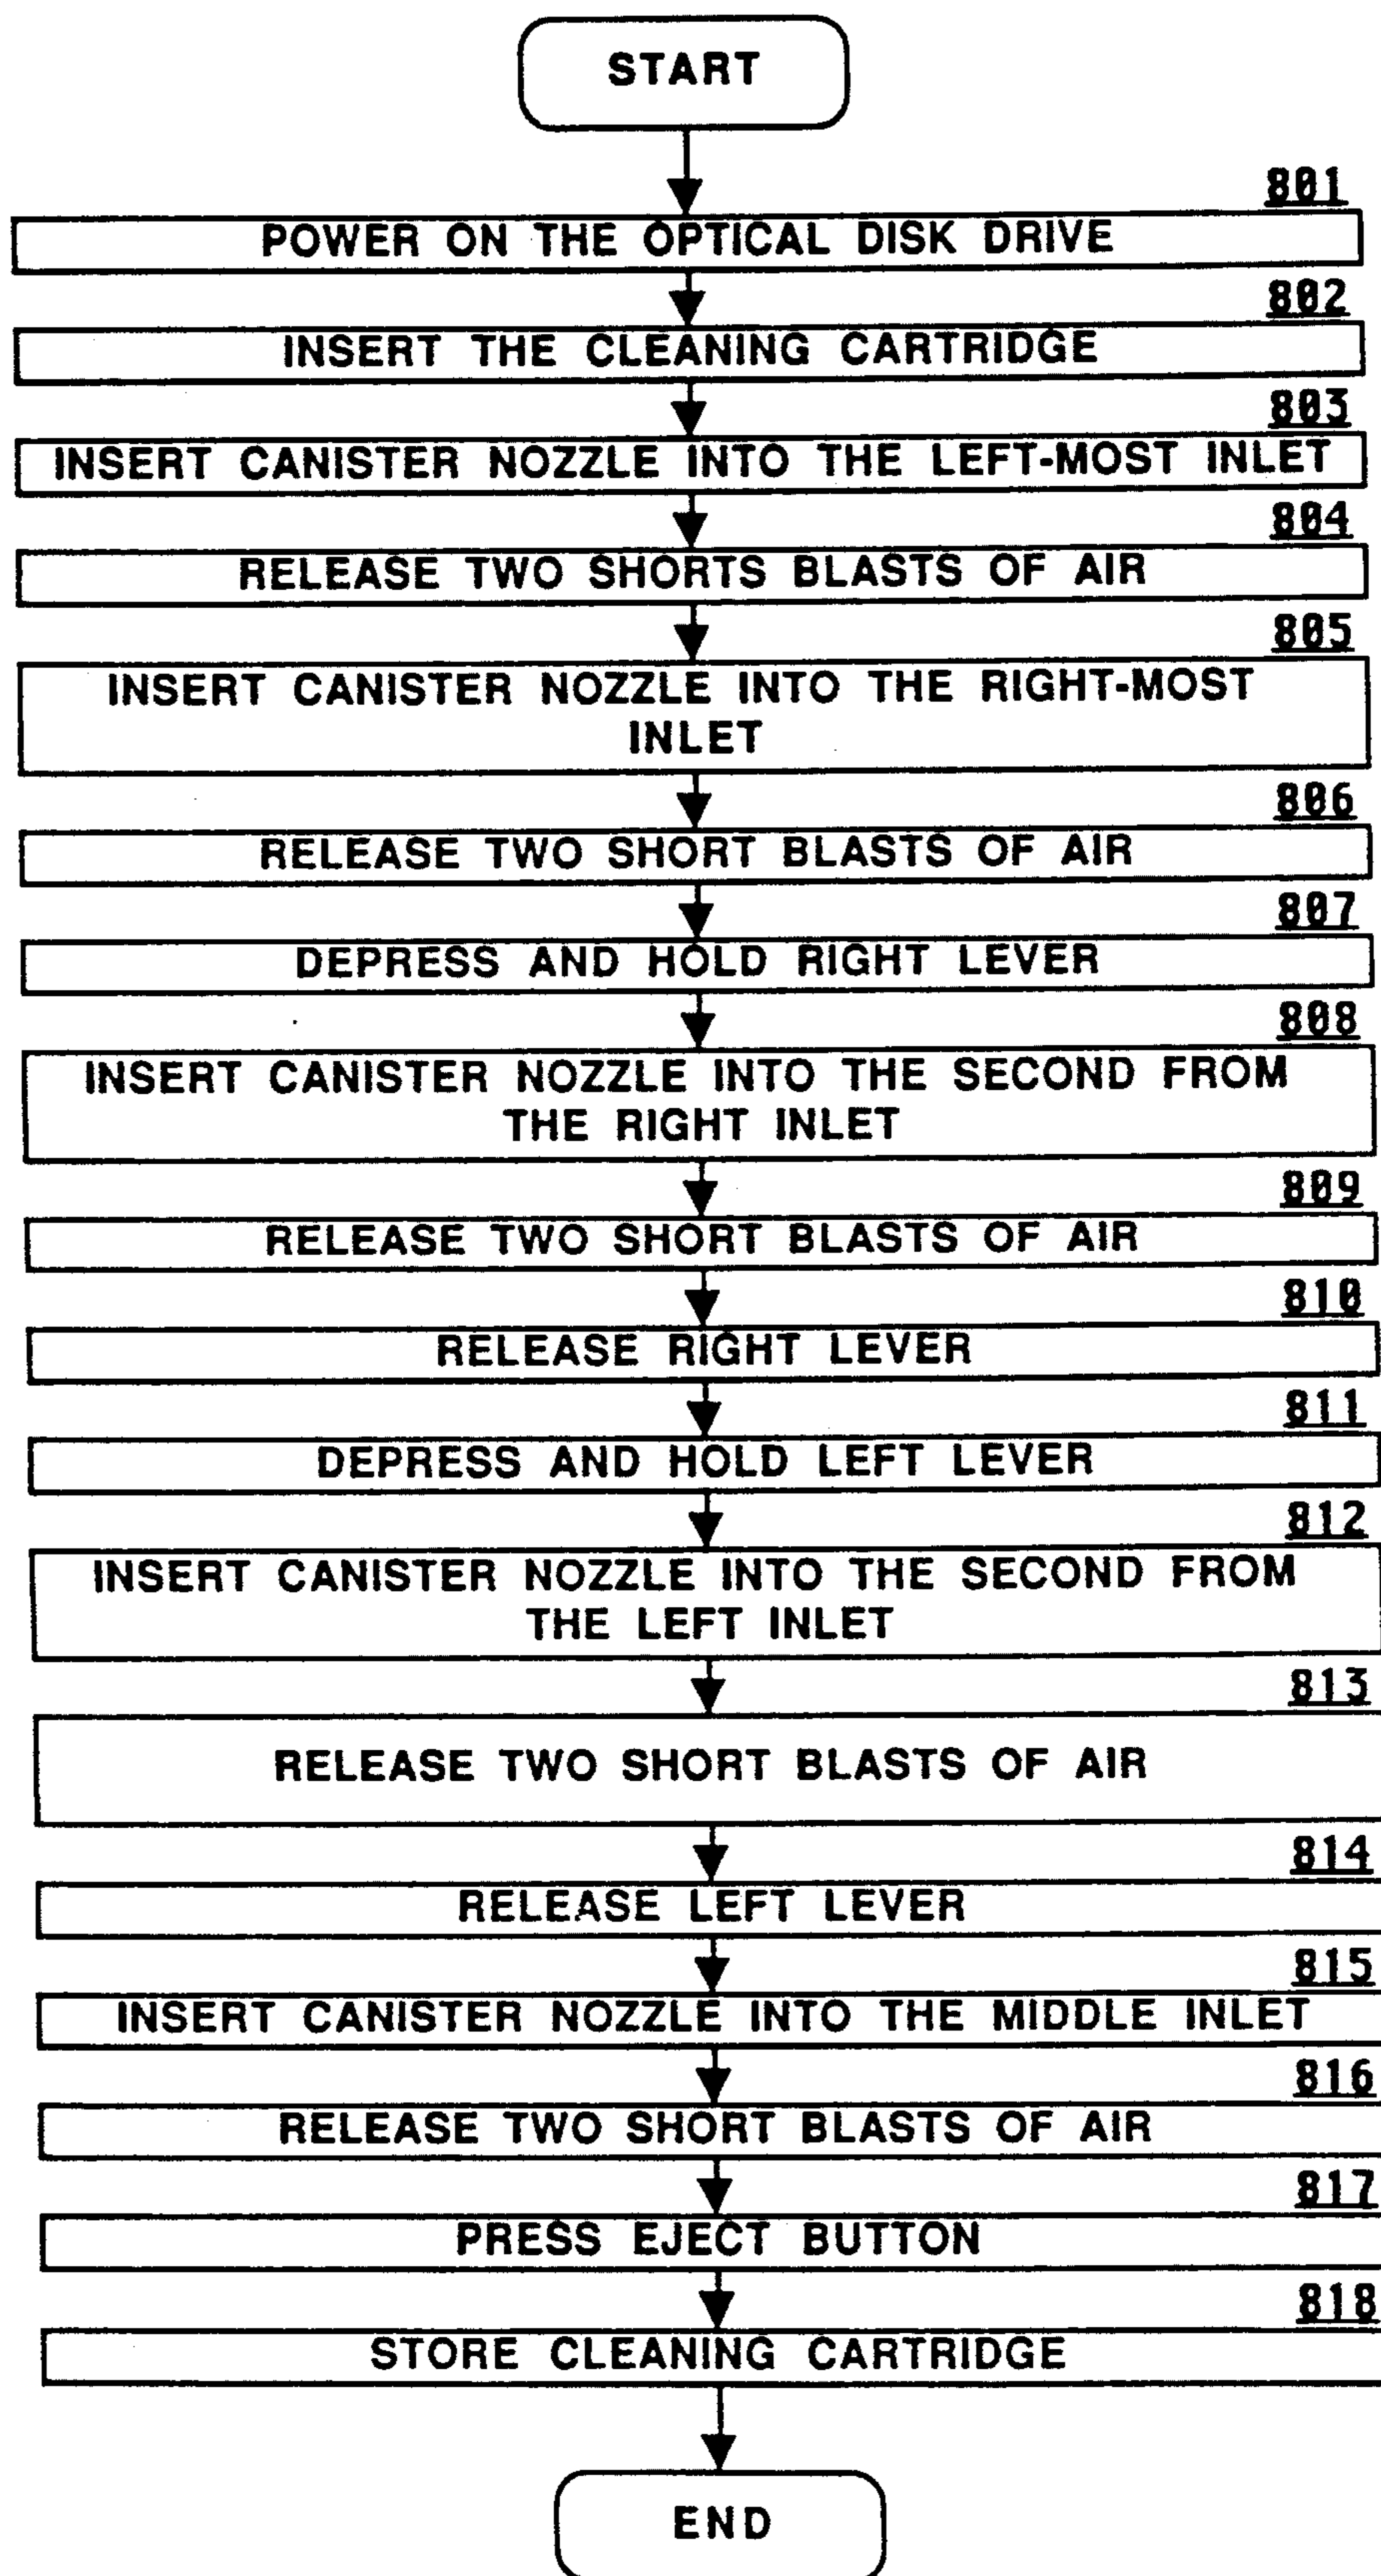 START
801
POWER ON THE OPTICAL DISK DRIVE
802
INSERT THE CLEANING CARTRIDGE
803
INSERT CANISTER NOZZLE INTO THE LEFT-MOST INLET
804
RELEASE TWO SHORTS BLASTS OF AIR
805
INSERT CANISTER NOZZLE INTO THE RIGHT-MOST
INLET
806
RELEASE TWO SHORT BLASTS OF AIR
807
DEPRESS AND HOLD RIGHT LEVER
808
INSERT CANISTER NOZZLE INTO THE SECOND FROM
THE RIGHT INLET
809
RELEASE TWO SHORT BLASTS OF AIR
810
RELEASE RIGHT LEVER
811
DEPRESS AND HOLD LEFT LEVER
812
INSERT CANISTER NOZZLE INTO THE SECOND FROM
THE LEFT INLET
813
RELEASE TWO SHORT BLASTS OF AIR
814
RELEASE LEFT LEVER
815
INSERT CANISTER NOZZLE INTO THE MIDDLE INLET
816
RELEASE TWO SHORT BLASTS OF AIR
817
PRESS EJECT BUTTON
818
STORE CLEANING CARTRIDGE
END